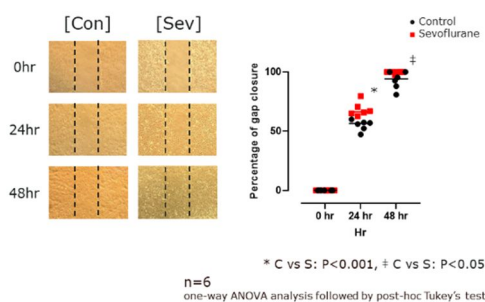 [Con] [Sev]
0hr
24hr
48hr
Control
Sevoflurane
Percentage of gap closure
100
50
0
*
‡
0 hr 24 hr 48 hr
Hr
* C vs S: P<0.001, ‡ C vs S: P<0.05
n=6
one-way ANOVA analysis followed by post-hoc Tukey's test